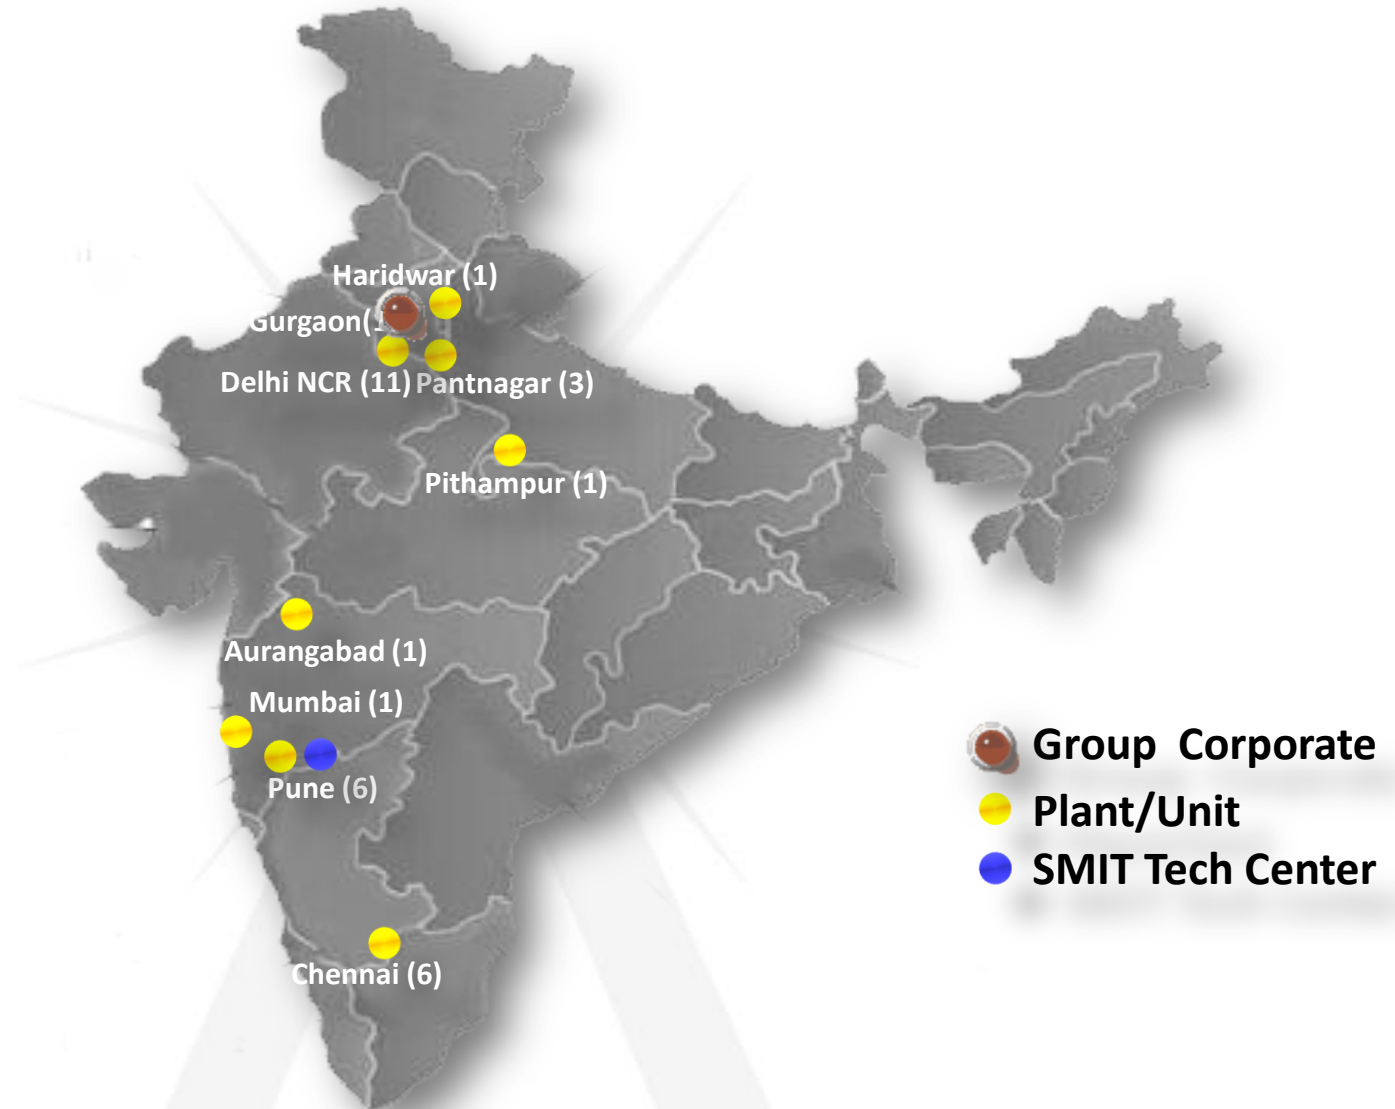 Haridwar (1)
Gurgaon(
Delhi NCR (11)
Pantnagar (3)
Pithampur (1)
Aurangabad (1)
Mumbai (1)
Pune (6)
Chennai (6)
Group Corporate
Plant/Unit
SMIT Tech Center